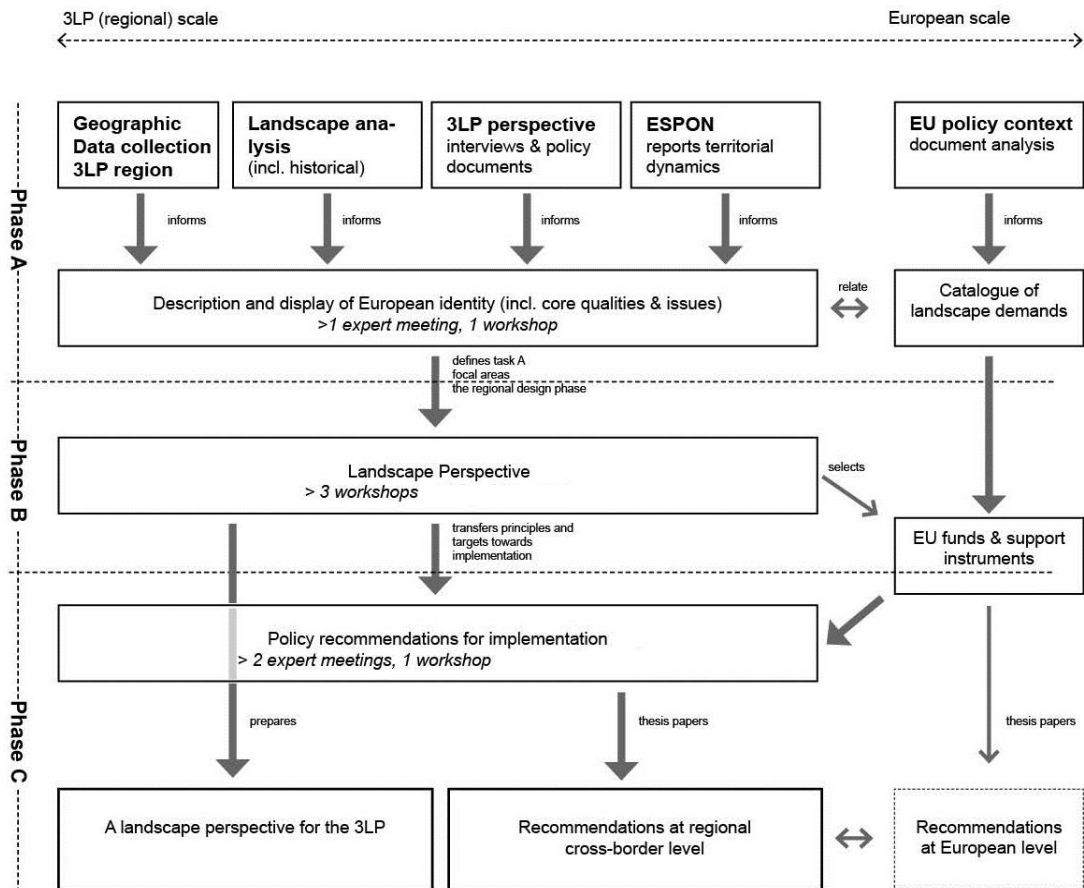 3LP (regional) scale
European scale
Phase A
Geographic
Data collection
3LP region
Landscape ana-
lysis
(incl. historical)
3LP perspective
interviews & policy
documents
ESPON
reports territorial
dynamics
EU policy context
document analysis
informs
informs
informs
informs
informs
Description and display of European identity (incl. core qualities & issues)
>1 expert meeting, 1 workshop
relate
Catalogue of
landscape demands
defines task A
focal areas
the regional design phase
Phase B
Landscape Perspective
> 3 workshops
selects
transfers principles and
targets towards
implementation
EU funds & support
instruments
Phase C
Policy recommendations for implementation
> 2 expert meetings, 1 workshop
prepares
thesis papers
thesis papers
A landscape perspective for the 3LP
Recommendations at regional
cross-border level
Recommendations
at European level